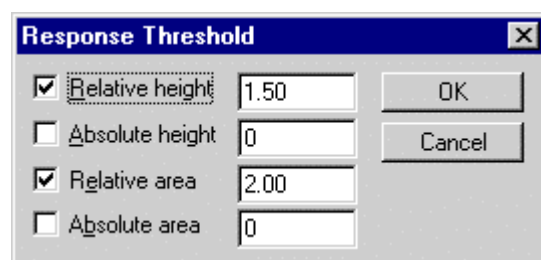 Response Threshold
Relative height 1.50 OK
Absolute height 0 Cancel
Relative area 2.00
Absolute area 0